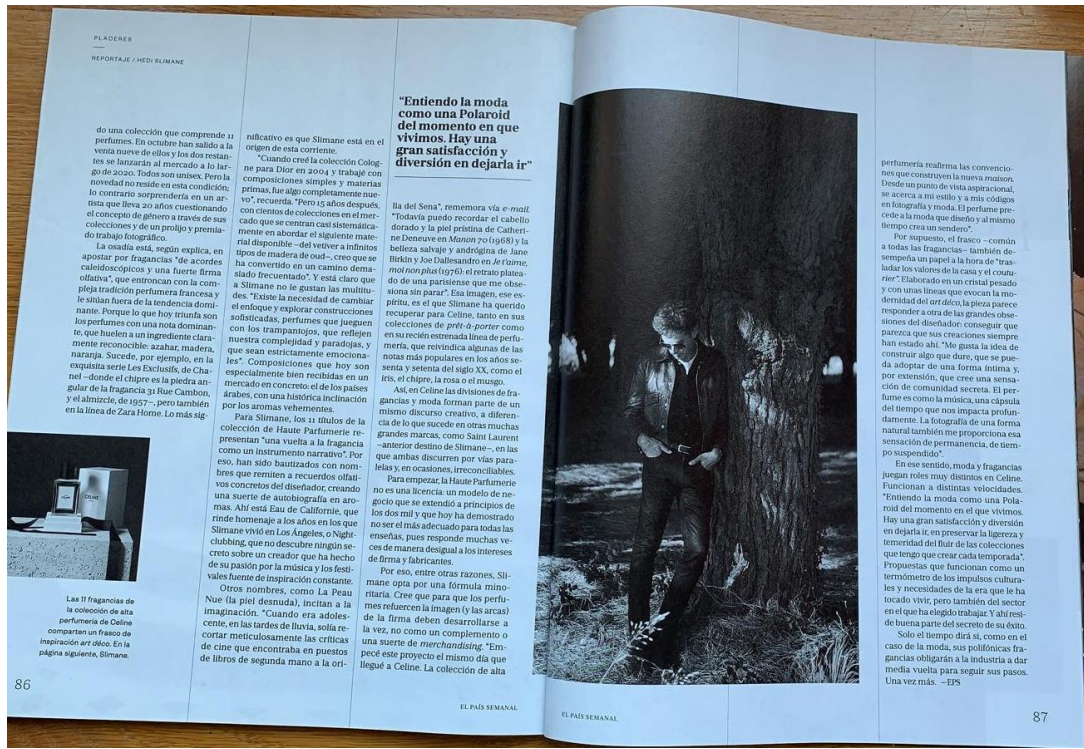 PLACERES
REPORTAJE / HEDI SLIMANE
do una colección que comprende 11
perfumes. En octubre han salido a la
venta nueve de ellos y los dos restan-
tes se lanzarán al mercado a lo lar-
go de 2020. Todos son unisex. Pero la
novedad no reside en esta condición;
lo contrario sorprendería en un ar-
tista que lleva 20 años cuestionando
el concepto de género a través de sus
colecciones y de un prolijo y premia-
do trabajo fotográfico.
La osadía está, según explica, en
apostar por fragancias "de acordes
caleidoscópicos y una fuerte firma
olfativa", que entroncan con la com-
pleja tradición perfumera francesa y
le sitúan fuera de la tendencia domi-
nante. Porque lo que hoy triunfa son
los perfumes con una nota dominan-
te, que huelen a un ingrediente clara-
mente reconocible: azahar, madera,
naranja. Sucede, por ejemplo, en la
exquisita serie Les Exclusifs, de Cha-
nel –donde el chipre es la piedra an-
gular de la fragancia 31 Rue Cambon,
y el almizcle, de 1957–, pero también
en la línea de Zara Home. Lo más sig-
Las 11 fragancias de
la colección de alta
perfumería de Celine
comparten un frasco de
inspiración art déco. En la
página siguiente, Slimane.
86
nificativo es que Slimane está en el
origen de esta corriente.
"Cuando creé la colección Colog-
ne para Dior en 2004 y trabajé con
composiciones simples y materias
primas, fue algo completamente nue-
vo", recuerda. "Pero 15 años después,
con cientos de colecciones en el mer-
cado que se centran casi sistemática-
mente en abordar el siguiente mate-
rial disponible –del vetiver a infinitos
tipos de madera de oud–, creo que se
ha convertido en un camino dema-
siado frecuentado". Y está claro que
a Slimane no le gustan las multitu-
des. "Existe la necesidad de cambiar
el enfoque y explorar construcciones
sofisticadas, perfumes que jueguen
con los trampantojos, que reflejen
nuestra complejidad y paradojas, y
que sean estrictamente emociona-
les". Composiciones que hoy son
especialmente bien recibidas en un
mercado en concreto: el de los países
árabes, con una histórica inclinación
por los aromas vehementes.
Para Slimane, los 11 títulos de la
colección de Haute Parfumerie re-
presentan "una vuelta a la fragancia
como un instrumento narrativo". Por
eso, han sido bautizados con nom-
bres que remiten a recuerdos olfati-
vos concretos del diseñador, creando
una suerte de autobiografía en aro-
mas. Ahí está Eau de Californie, que
rinde homenaje a los años en los que
Slimane vivió en Los Ángeles, o Night-
clubbing, que no descubre ningún se-
creto sobre un creador que ha hecho
de su pasión por la música y los festi-
vales fuente de inspiración constante.
Otros nombres, como La Peau
Nue (la piel desnuda), incitan a la
imaginación. "Cuando era adoles-
cente, en las tardes de lluvia, solía re-
cortar meticulosamente las críticas
de cine que encontraba en puestos
de libros de segunda mano a la ori-
"Entiendo la moda
como una Polaroid
del momento en que
vivimos. Hay una
gran satisfacción y
diversión en dejarla ir"
lla del Sena", rememora vía e-mail.
"Todavía puedo recordar el cabello
dorado y la piel prístina de Catheri-
ne Deneuve en Manon 70 (1968) y la
belleza salvaje y andrógina de Jane
Birkin y Joe Dallesandro en Je t'aime,
moi non plus (1976): el retrato platea-
do de una parisiense que me obse-
siona sin parar". Esa imagen, ese es-
píritu, es el que Slimane ha querido
recuperar para Celine, tanto en sus
colecciones de prêt-à-porter como
en su recién estrenada línea de perfu-
mería, que reivindica algunas de las
notas más populares en los años se-
senta y setenta del siglo XX, como el
iris, el chipre, la rosa o el musgo.
Así, en Celine las divisiones de fra-
gancias y moda forman parte de un
mismo discurso creativo, a diferen-
cia de lo que sucede en otras muchas
grandes marcas, como Saint Laurent
–anterior destino de Slimane–, en las
que ambas discurren por vías para-
lelas y, en ocasiones, irreconciliables.
Para empezar, la Haute Parfumerie
no es una licencia: un modelo de ne-
gocio que se extendió a principios de
los dos mil y que hoy ha demostrado
no ser el más adecuado para todas las
enseñas, pues responde muchas ve-
ces de manera desigual a los intereses
de firma y fabricantes.
Por eso, entre otras razones, Sli-
mane opta por una fórmula mino-
ritaria. Cree que para que los perfu-
mes refuercen la imagen (y las arcas)
de la firma deben desarrollarse a
la vez, no como un complemento o
una suerte de merchandising. "Em-
pecé este proyecto el mismo día que
llegué a Celine. La colección de alta
EL PAÍS SEMANAL
EL PAÍS SEMANAL
perfumería reafirma las convencio-
nes que construyen la nueva maison.
Desde un punto de vista aspiracional,
se acerca a mi estilo y a mis códigos
en fotografía y moda. El perfume pre-
cede a la moda que diseño y al mismo
tiempo crea un sendero".
Por supuesto, el frasco –común
a todas las fragancias– también de-
sempeña un papel a la hora de "tras-
ladar los valores de la casa y el coutu-
rier". Elaborado en un cristal pesado
y con unas líneas que evocan la mo-
dernidad del art déco, la pieza parece
responder a otra de las grandes obse-
siones del diseñador: conseguir que
parezca que sus creaciones siempre
han estado ahí. "Me gusta la idea de
construir algo que dure, que se pue-
da adoptar de una forma íntima y,
por extensión, que cree una sensa-
ción de comunidad secreta. El per-
fume es como la música, una cápsula
del tiempo que nos impacta profun-
damente. La fotografía de una forma
natural también me proporciona esa
sensación de permanencia, de tiem-
po suspendido".
En ese sentido, moda y fragancias
juegan roles muy distintos en Celine.
Funcionan a distintas velocidades.
"Entiendo la moda como una Pola-
roid del momento en el que vivimos.
Hay una gran satisfacción y diversión
en dejarla ir, en preservar la ligereza y
temeridad del fluir de las colecciones
que tengo que crear cada temporada".
Propuestas que funcionan como un
termómetro de los impulsos cultura-
les y necesidades de la era que le ha
tocado vivir, pero también del sector
en el que ha elegido trabajar. Y ahí resi-
de buena parte del secreto de su éxito.
Solo el tiempo dirá si, como en el
caso de la moda, sus polifónicas fra-
gancias obligarán a la industria a dar
media vuelta para seguir sus pasos.
Una vez más. –EPS
87